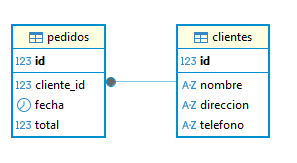 pedidos
123 id
123 cliente_id
fecha
123 total
clientes
123 id
A-Z nombre
A-Z direccion
A-Z telefono